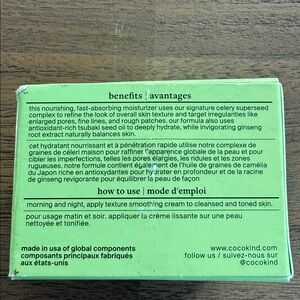 benefits | avantages
this nourishing, fast-absorbing moisturizer uses our signature celery superseed
complex to refine the look of overall skin texture and target irregularities like
enlarged pores, fine lines, and rough patches. our formula also uses
antioxidant-rich tsubaki seed oil to deeply hydrate, while invigorating ginseng
root extract naturally balances skin.
cet hydratant nourrissant et à pénétration rapide utilise notre complexe de
graines de céleri maison pour raffiner l'apparence globale de la peau et pour
cibler les imperfections, telles les pores élargis, les ridules et les zones
rugueuses. notre formule contient également de l'huile de graines de camélia
du Japon riche en antioxydantes pour hydrater en profondeur et de la racine
de ginseng revigorante pour équilibrer la peau de façon
how to use | mode d'emploi
morning and night, apply texture smoothing cream to cleansed and toned skin.
pour usage matin et soir. appliquer la crème lissante sur une peau
nettoyée et tonifiée.
made in usa of global components
composants principaux fabriqués
aux états-unis
www.cocokind.com
follow us / suivez-nous sur
@cocokind